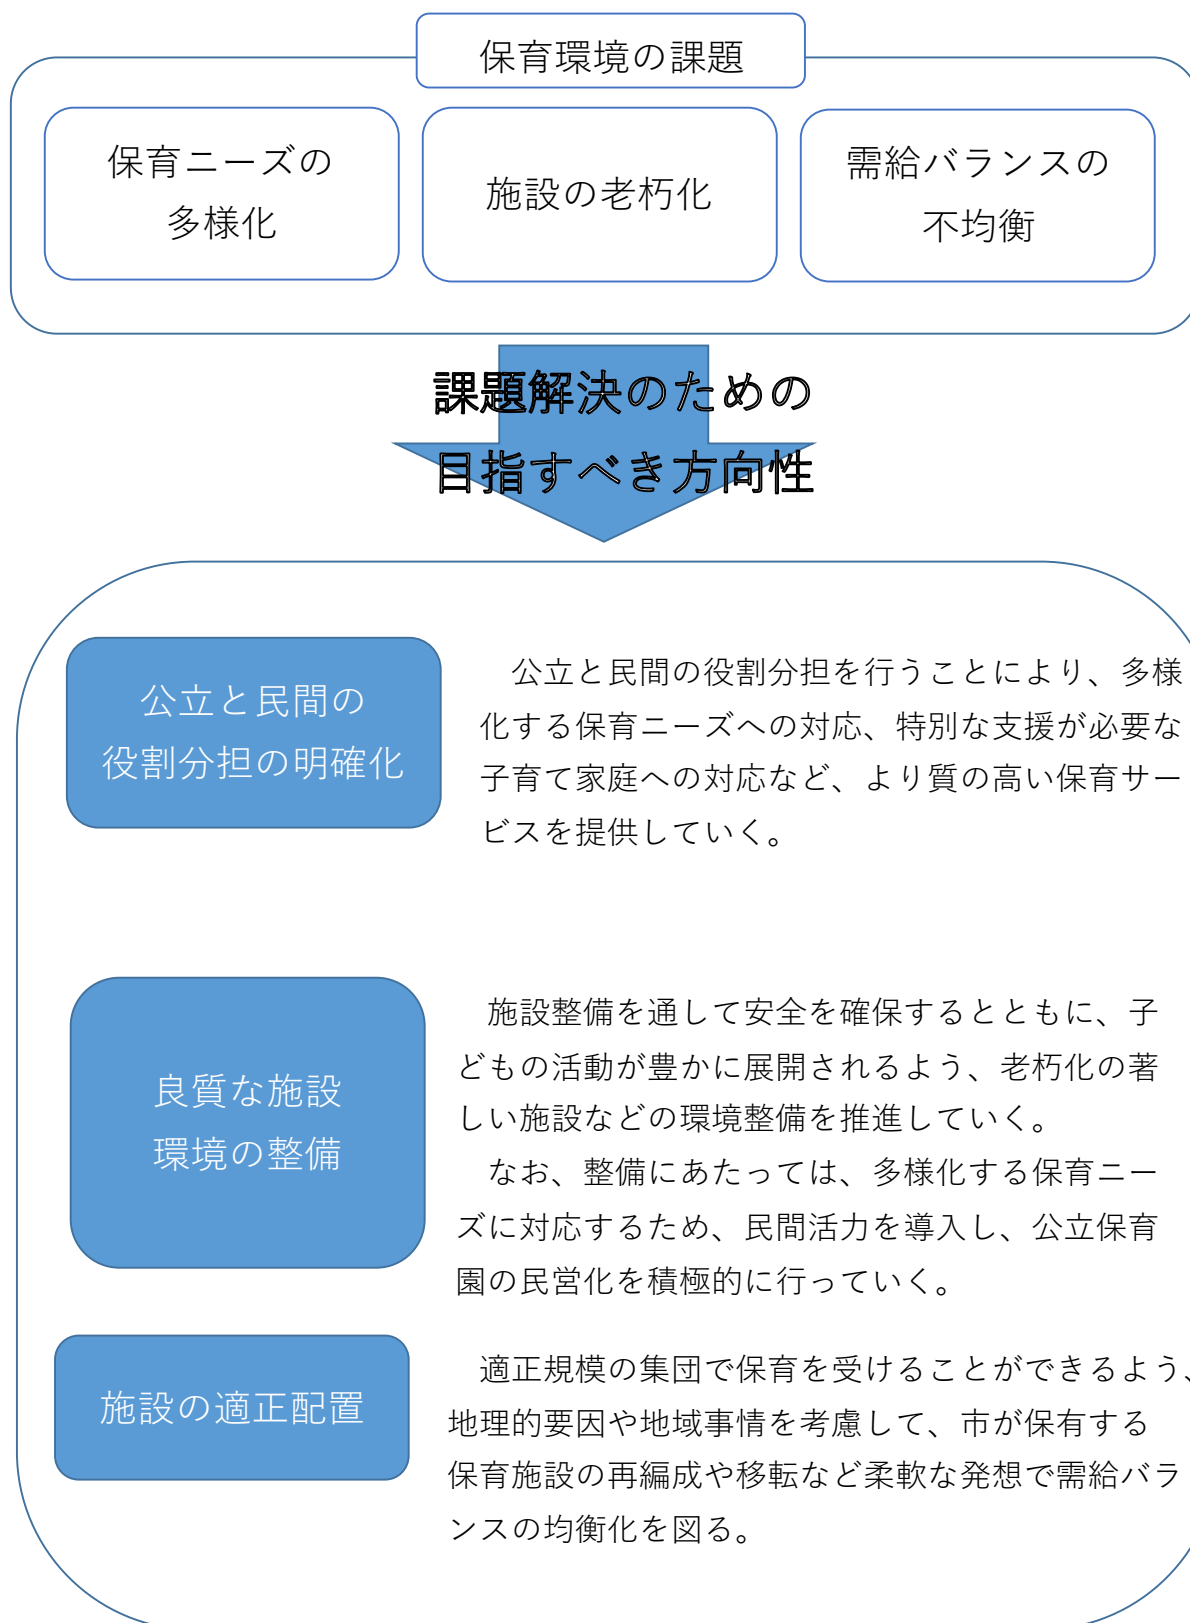 保育環境の課題
保育ニーズの
多様化
施設の老朽化
需給バランスの
不均衡
課題解決のための
目指すべき方向性
公立と民間の
役割分担の明確化
公立と民間の役割分担を行うことにより、多様
化する保育ニーズへの対応、特別な支援が必要な
子育て家庭への対応など、より質の高い保育サー
ビスを提供していく。
良質な施設
環境の整備
施設整備を通して安全を確保するとともに、子
どもの活動が豊かに展開されるよう、老朽化の著
しい施設などの環境整備を推進していく。
なお、整備にあたっては、多様化する保育ニー
ズに対応するため、民間活力を導入し、公立保育
園の民営化を積極的に行っていく。
施設の適正配置
適正規模の集団で保育を受けることができるよう、
地理的要因や地域事情を考慮して、市が保有する
保育施設の再編成や移転など柔軟な発想で需給バラ
ンスの均衡化を図る。